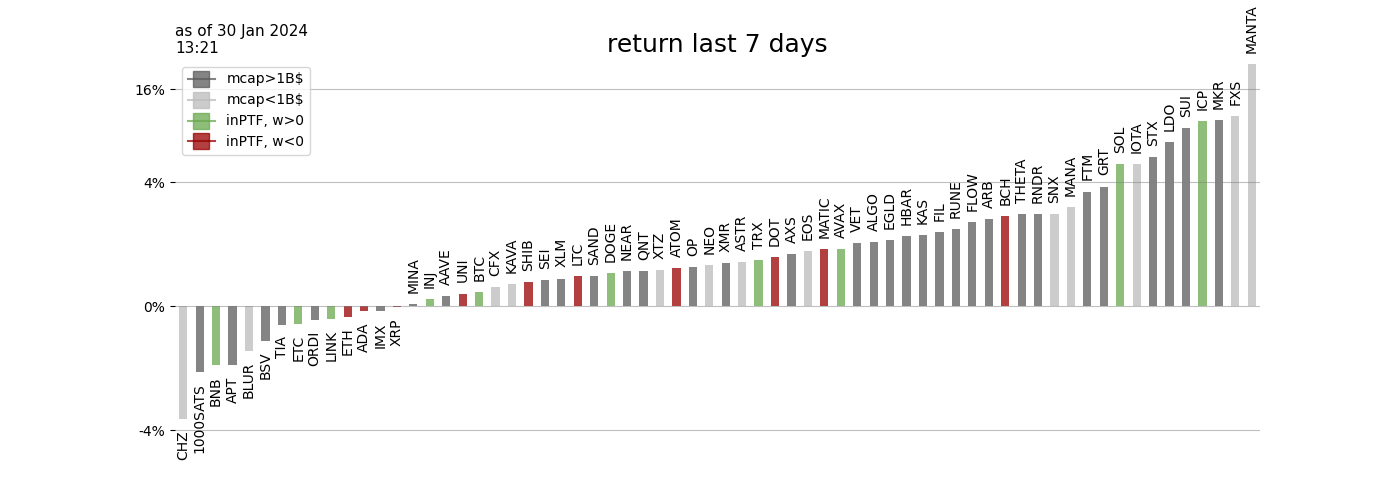 as of 30 Jan 2024
13:21
return last 7 days
mcap>1B$
mcap<1B$
inPTF, w>0
inPTF, w<0
16%
4%
0%
-4%
CHZ
1000SATS
BNB
APT
BLUR
BSV
TIA
ETC
ORDI
LINK
ETH
ADA
IMX
XRP
MINA
INJ
AAVE
UNI
BTC
CFX
KAVA
SHIB
SEI
XLM
LTC
SAND
DOGE
NEAR
QNT
XTZ
ATOM
OP
NEO
XMR
ASTR
TRX
DOT
AXS
EOS
MATIC
AVAX
VET
ALGO
EGLD
HBAR
KAS
FIL
RUNE
FLOW
ARB
BCH
THETA
RNDR
SNX
MANA
FTM
GRT
SOL
IOTA
STX
LDO
SUI
ICP
MKR
FXS
MANTA